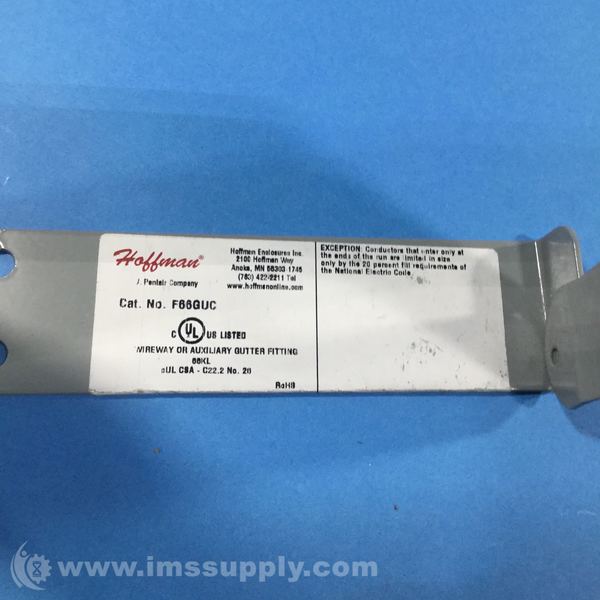 Hoffman®
A Pentair Company
Hoffman Enclosures Inc.
2100 Hoffman Way
Anoka, MN 55303-1745
(763) 422-2211 Tel
www.hoffmanonline.com
Cat. No. F66GUC
C UL US LISTED
WIREWAY OR AUXILIARY GUTTER FITTING
66KL
cUL CSA - C22.2 No. 26
RoHS
EXCEPTION: Conductors that enter only at
the ends of the run are limited in size
only by the 20 percent fill requirements of
the National Electric Code.
www.imssupply.com